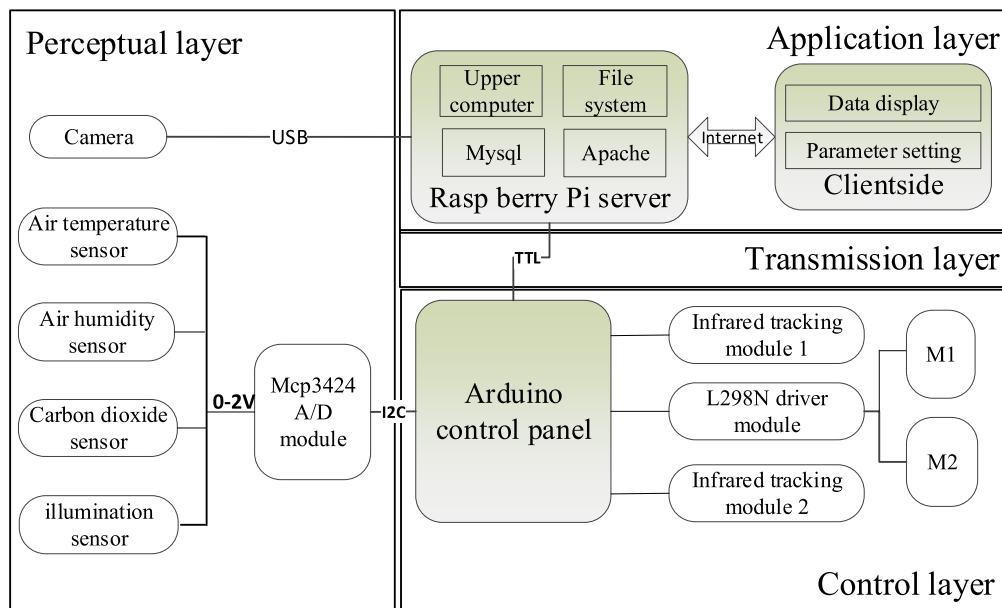 Perceptual layer
Camera
USB
Air temperature
sensor
Air humidity
sensor
Carbon dioxide
sensor
illumination
sensor
0-2V
Mcp3424
A/D
module
I2C
Application layer
Upper
computer
File
system
Mysql
Apache
Rasp berry Pi server
Internet
Data display
Parameter setting
Clientside
TTL
Transmission layer
Arduino
control panel
Infrared tracking
module 1
L298N driver
module
Infrared tracking
module 2
M1
M2
Control layer